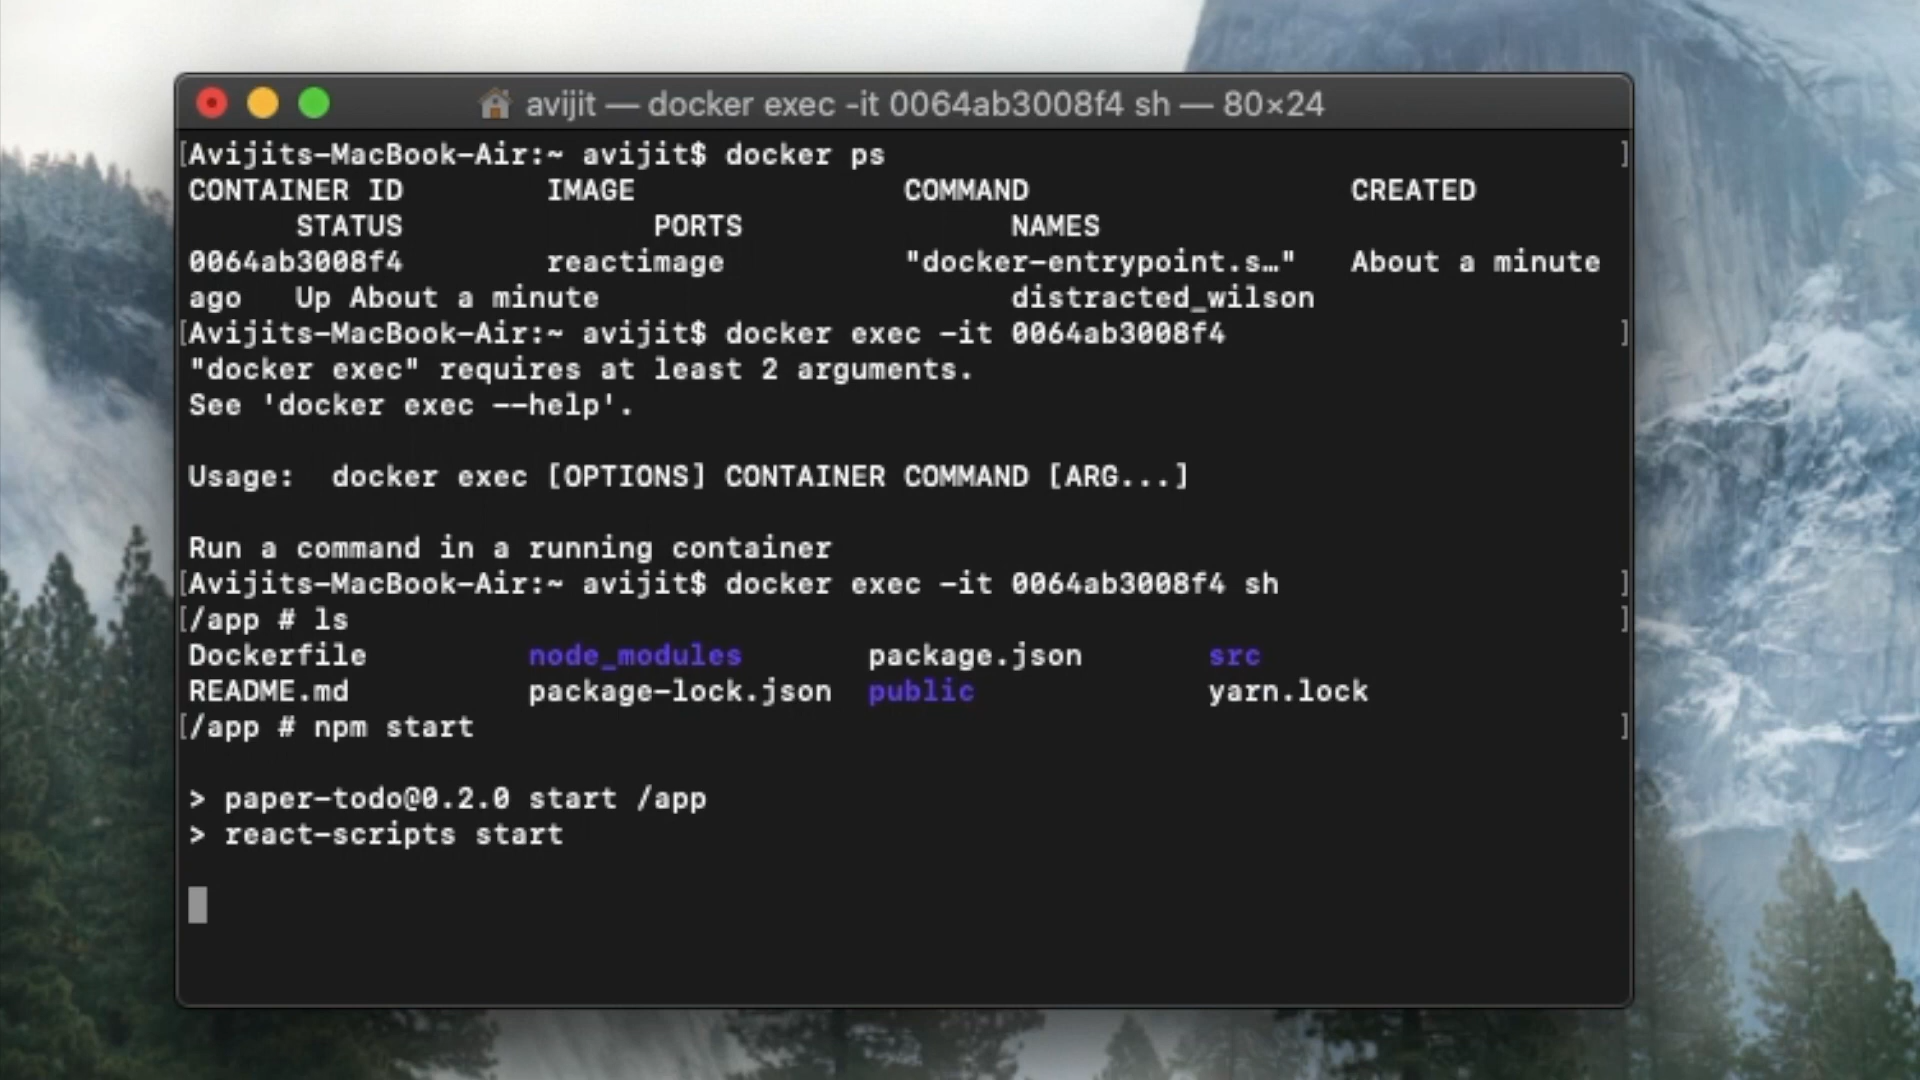 avijit — docker exec -it 0064ab3008f4 sh — 80×24
[Avijits-MacBook-Air:~ avijit$ docker ps ]
CONTAINER ID IMAGE COMMAND CREATED
STATUS PORTS NAMES
0064ab3008f4 reactimage "docker-entrypoint.s…" About a minute
ago Up About a minute distracted_wilson
[Avijits-MacBook-Air:~ avijit$ docker exec -it 0064ab3008f4 ]
"docker exec" requires at least 2 arguments.
See 'docker exec --help'.
Usage: docker exec [OPTIONS] CONTAINER COMMAND [ARG...]
Run a command in a running container
[Avijits-MacBook-Air:~ avijit$ docker exec -it 0064ab3008f4 sh ]
[/app # ls ]
Dockerfile node_modules package.json src
README.md package-lock.json public yarn.lock
[/app # npm start ]
> paper-todo@0.2.0 start /app
> react-scripts start